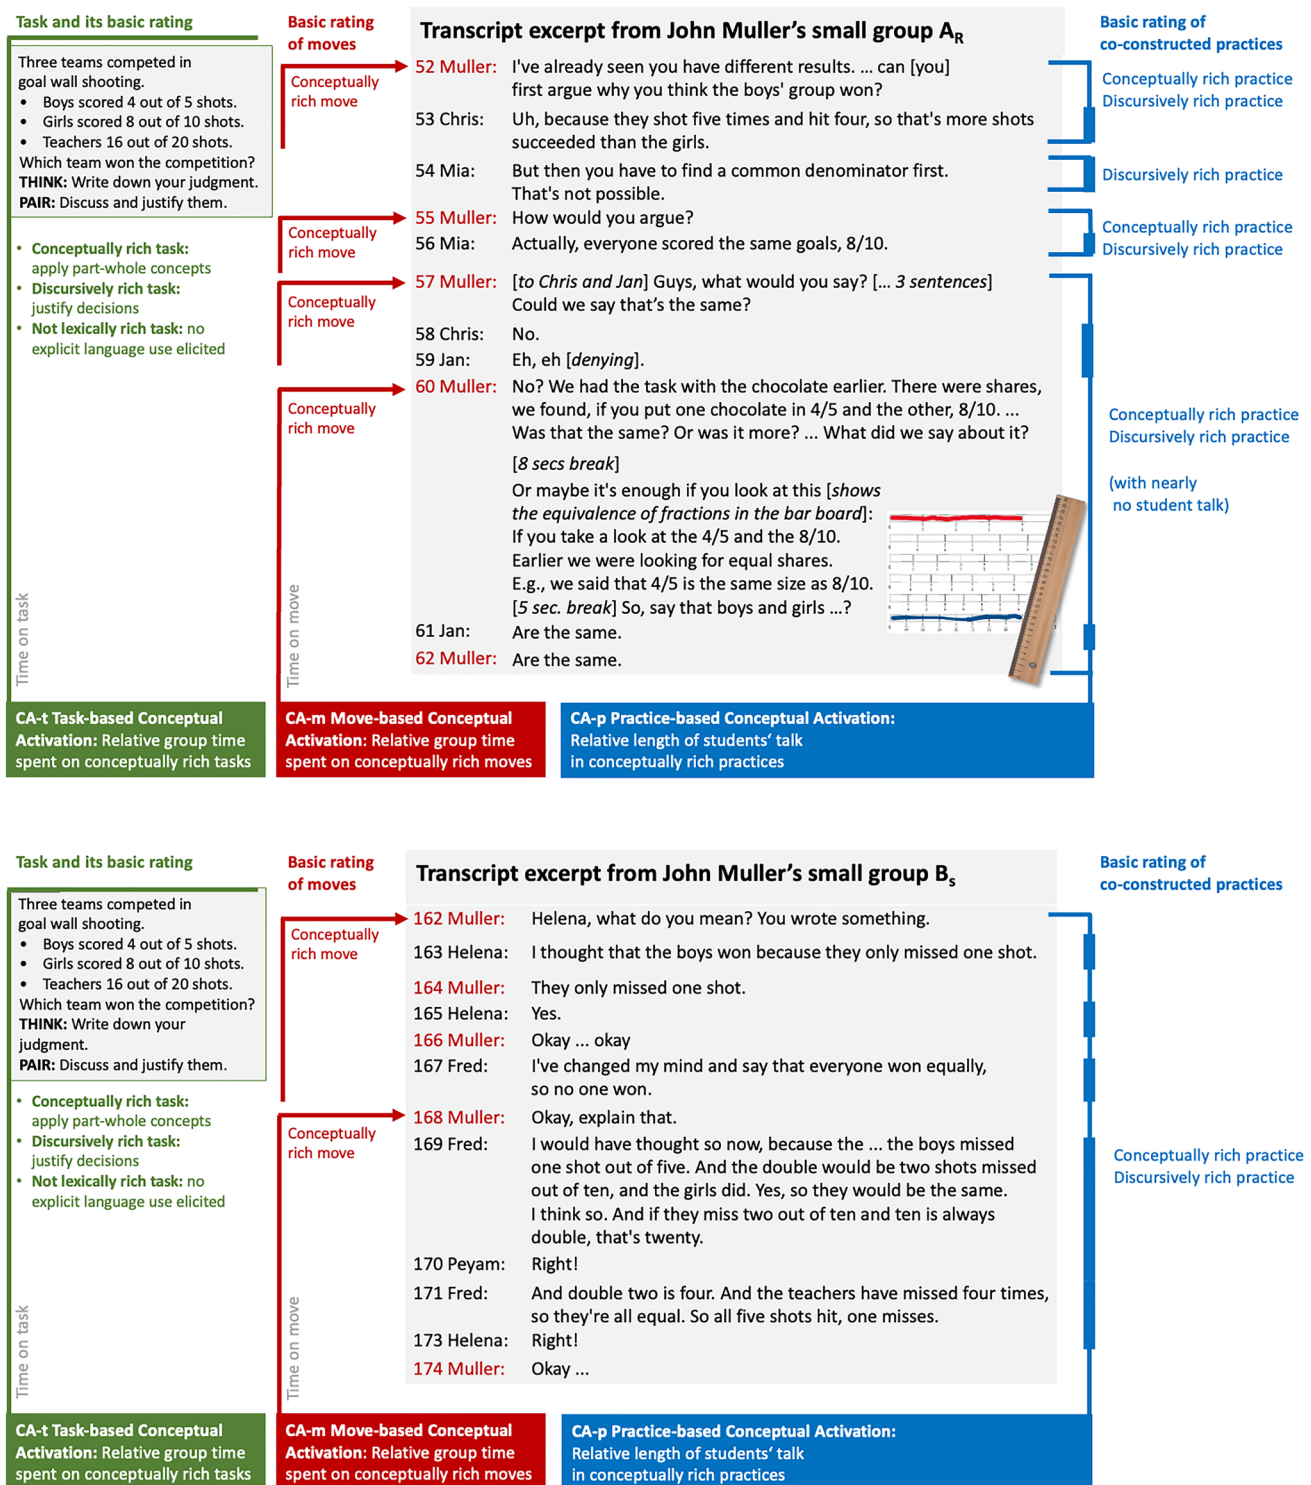 Task and its basic rating
Three teams competed in
goal wall shooting.
• Boys scored 4 out of 5 shots.
• Girls scored 8 out of 10 shots.
• Teachers 16 out of 20 shots.
Which team won the competition?
THINK: Write down your judgment.
PAIR: Discuss and justify them.
• Conceptually rich task:
apply part-whole concepts
• Discursively rich task:
justify decisions
• Not lexically rich task: no
explicit language use elicited
Time on task
Basic rating
of moves
Conceptually
rich move
Conceptually
rich move
Conceptually
rich move
Conceptually
rich move
Time on move
Transcript excerpt from John Muller's small group AR
52 Muller: I've already seen you have different results. ... can [you]
first argue why you think the boys' group won?
53 Chris: Uh, because they shot five times and hit four, so that's more shots
succeeded than the girls.
54 Mia: But then you have to find a common denominator first.
That's not possible.
55 Muller: How would you argue?
56 Mia: Actually, everyone scored the same goals, 8/10.
57 Muller: [to Chris and Jan] Guys, what would you say? [... 3 sentences]
Could we say that's the same?
58 Chris: No.
59 Jan: Eh, eh [denying].
60 Muller: No? We had the task with the chocolate earlier. There were shares,
we found, if you put one chocolate in 4/5 and the other, 8/10. ...
Was that the same? Or was it more? ... What did we say about it?
[8 secs break]
Or maybe it's enough if you look at this [shows
the equivalence of fractions in the bar board]:
If you take a look at the 4/5 and the 8/10.
Earlier we were looking for equal shares.
E.g., we said that 4/5 is the same size as 8/10.
[5 sec. break] So, say that boys and girls ...?
61 Jan: Are the same.
62 Muller: Are the same.
Basic rating of
co-constructed practices
Conceptually rich practice
Discursively rich practice
Discursively rich practice
Conceptually rich practice
Discursively rich practice
Conceptually rich practice
Discursively rich practice
(with nearly
no student talk)
CA-t Task-based Conceptual
Activation: Relative group time
spent on conceptually rich tasks
CA-m Move-based Conceptual
Activation: Relative group time
spent on conceptually rich moves
CA-p Practice-based Conceptual Activation:
Relative length of students' talk
in conceptually rich practices
Task and its basic rating
Three teams competed in
goal wall shooting.
• Boys scored 4 out of 5 shots.
• Girls scored 8 out of 10 shots.
• Teachers 16 out of 20 shots.
Which team won the competition?
THINK: Write down your
judgment.
PAIR: Discuss and justify them.
• Conceptually rich task:
apply part-whole concepts
• Discursively rich task:
justify decisions
• Not lexically rich task: no
explicit language use elicited
Time on task
Basic rating
of moves
Conceptually
rich move
Conceptually
rich move
Time on move
Transcript excerpt from John Muller's small group Bs
162 Muller: Helena, what do you mean? You wrote something.
163 Helena: I thought that the boys won because they only missed one shot.
164 Muller: They only missed one shot.
165 Helena: Yes.
166 Muller: Okay ... okay
167 Fred: I've changed my mind and say that everyone won equally,
so no one won.
168 Muller: Okay, explain that.
169 Fred: I would have thought so now, because the ... the boys missed
one shot out of five. And the double would be two shots missed
out of ten, and the girls did. Yes, so they would be the same.
I think so. And if they miss two out of ten and ten is always
double, that's twenty.
170 Peyam: Right!
171 Fred: And double two is four. And the teachers have missed four times,
so they're all equal. So all five shots hit, one misses.
173 Helena: Right!
174 Muller: Okay ...
Basic rating of
co-constructed practices
Conceptually rich practice
Discursively rich practice
CA-t Task-based Conceptual
Activation: Relative group time
spent on conceptually rich tasks
CA-m Move-based Conceptual
Activation: Relative group time
spent on conceptually rich moves
CA-p Practice-based Conceptual Activation:
Relative length of students' talk
in conceptually rich practices